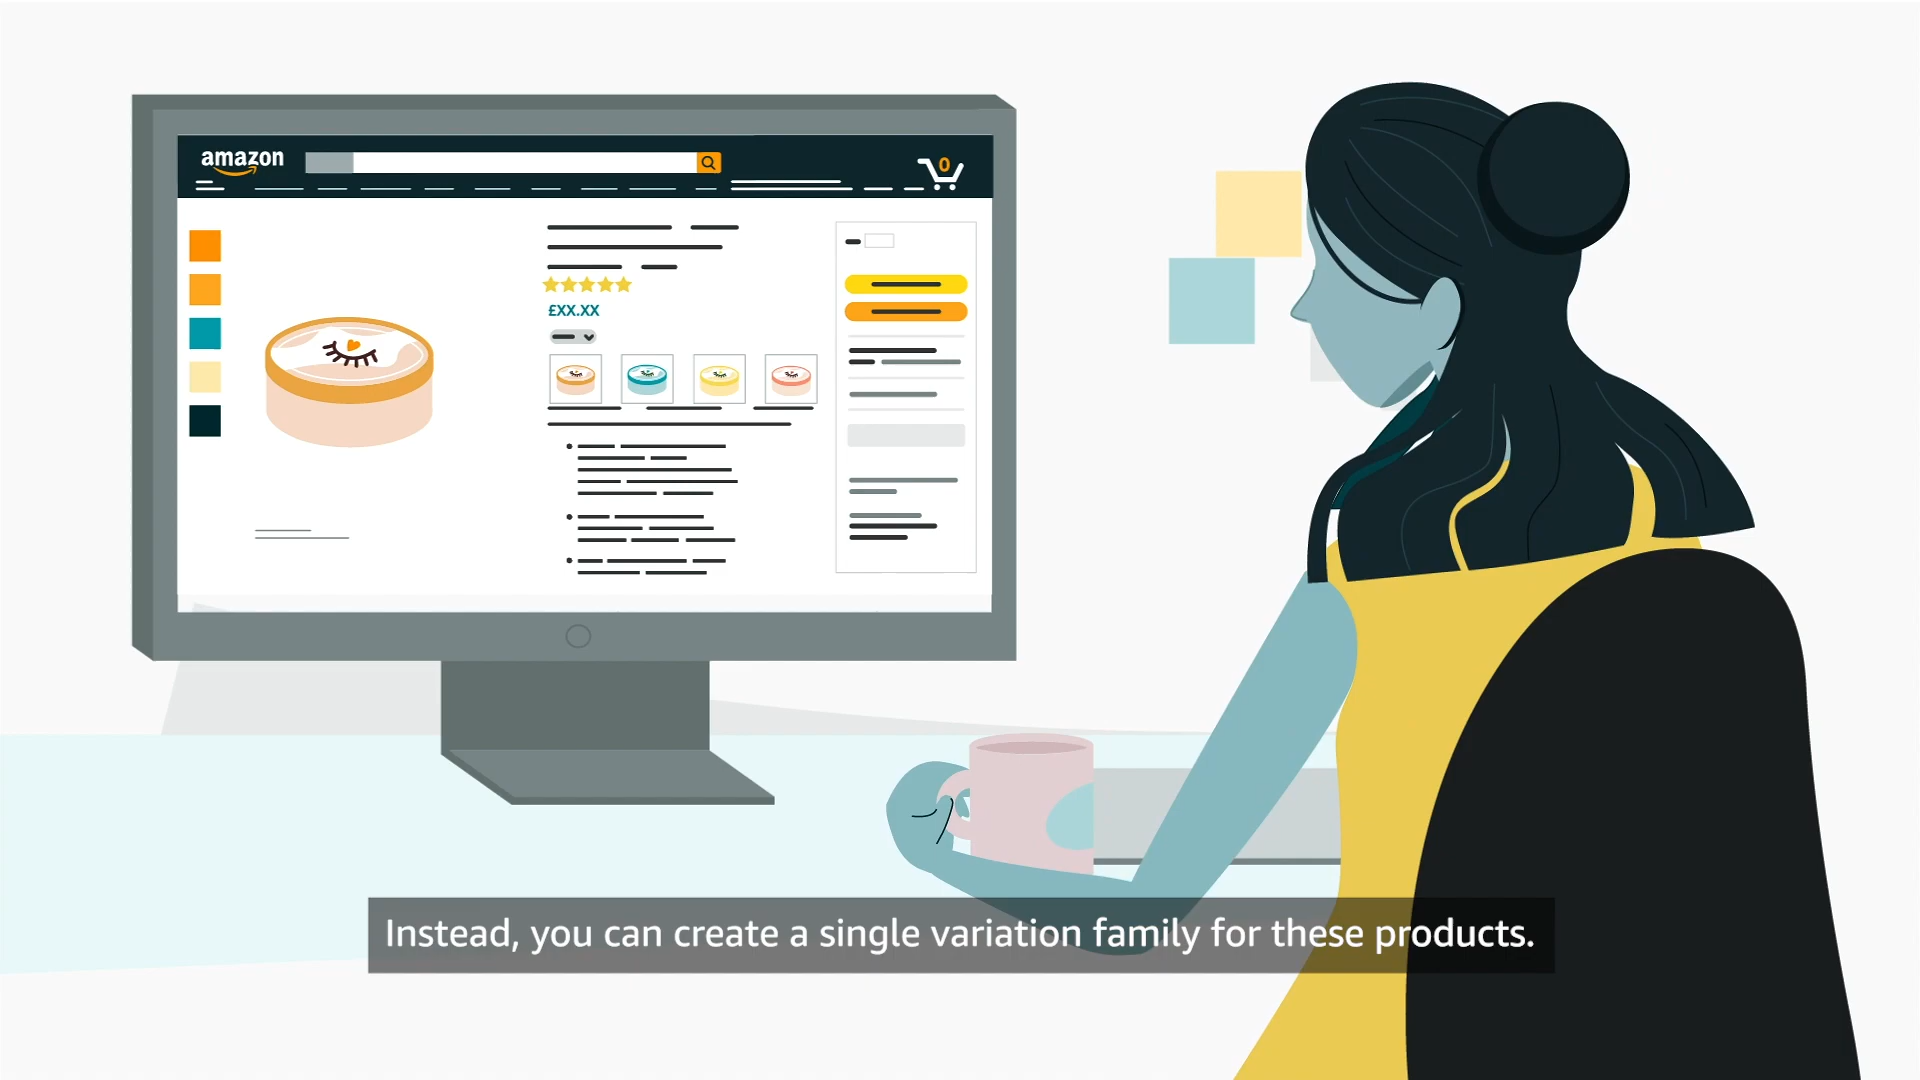 amazon
0
£XX.XX
Instead, you can create a single variation family for these products.